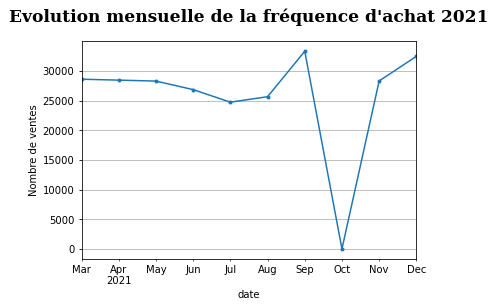 Evolution mensuelle de la fréquence d'achat 2021
30000
25000
20000
15000
10000
5000
0
Nombre de ventes
Mar Apr May Jun Jul Aug Sep Oct Nov Dec
2021
date